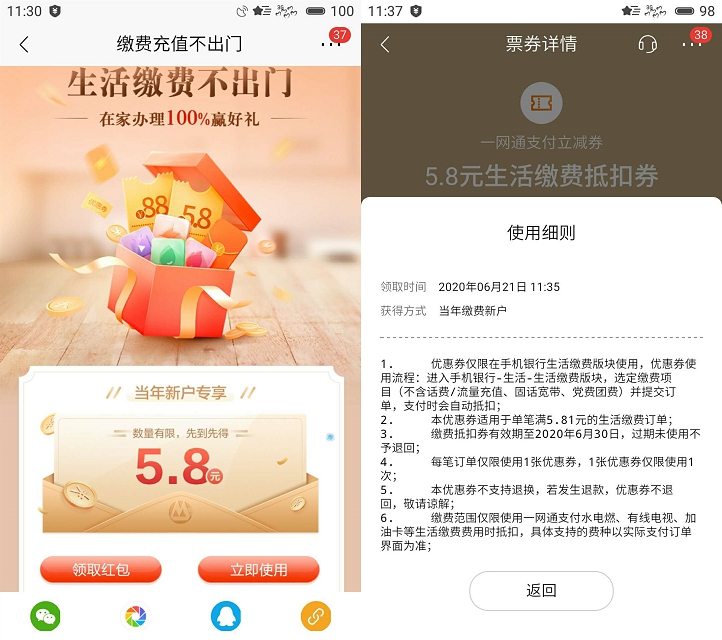 11:30
100
缴费充值不出门
37
生活缴费不出门
在家办理100%赢好礼
¥88
5.8
当年新户专享
数量有限,先到先得
5.8元
领取红包
立即使用
11:37
98
票券详情
38
一网通支付立减券
5.8元生活缴费抵扣券
使用细则
领取时间 2020年06月21日 11:35
获得方式 当年缴费新户
1. 优惠券仅限在手机银行生活缴费版块使用，优惠券使
用流程：进入手机银行-生活-生活缴费版块，选定缴费项
目（不含话费/流量充值、固话宽带、党费团费）并提交订
单，支付时会自动抵扣；
2. 本优惠券适用于单笔满5.81元的生活缴费订单；
3. 缴费抵扣券有效期至2020年6月30日，过期未使用不
予退回；
4. 每笔订单仅限使用1张优惠券，1张优惠券仅限使用1
次；
5. 本优惠券不支持退换，若发生退款，优惠券不退
回，敬请谅解；
6. 缴费范围仅限使用一网通支付水电燃、有线电视、加
油卡等生活缴费费用时抵扣，具体支持的费种以实际支付订单
界面为准；
返回